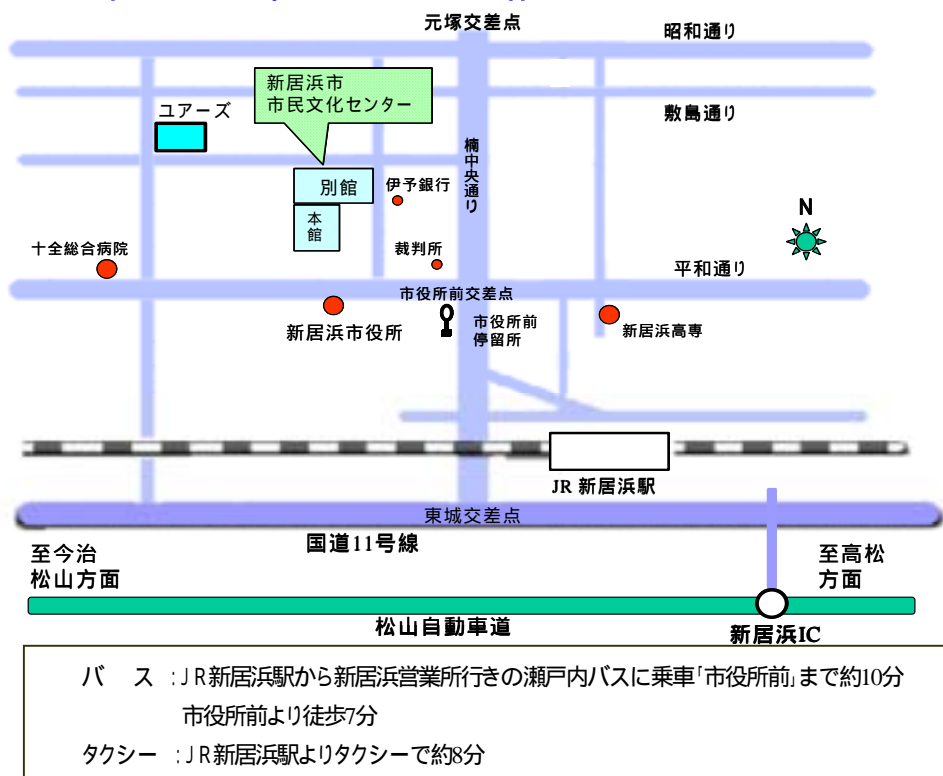 元塚交差点
昭和通り
新居浜市
市民文化センター
ユアーズ
敷島通り
楠中央通り
別館
伊予銀行
本館
N
十全総合病院
裁判所
平和通り
市役所前交差点
新居浜市役所
市役所前
停留所
新居浜高専
JR 新居浜駅
東城交差点
国道11号線
至今治
松山方面
至高松
方面
松山自動車道
新居浜IC
バ ス :JR新居浜駅から新居浜営業所行きの瀬戸内バスに乗車「市役所前」まで約10分
市役所前より徒歩7分
タクシー :JR新居浜駅よりタクシーで約8分